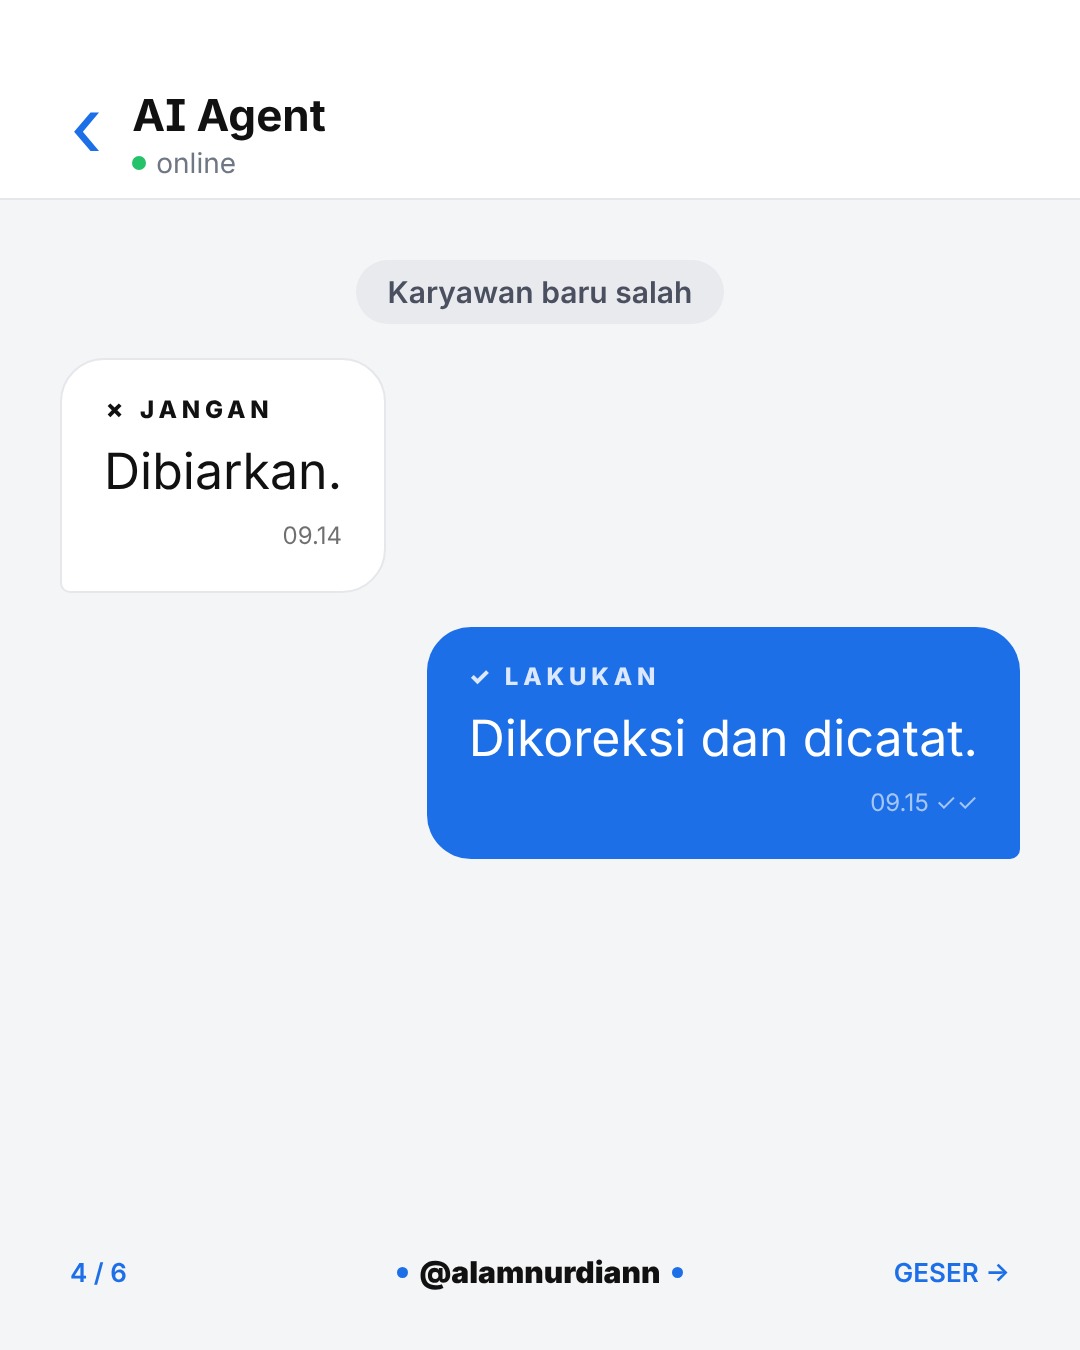 AI Agent
online
Karyawan baru salah
× JANGAN
Dibiarkan.
09.14
✓ LAKUKAN
Dikoreksi dan dicatat.
09.15 ✓✓
4 / 6
• @alamnurdiann •
GESER →